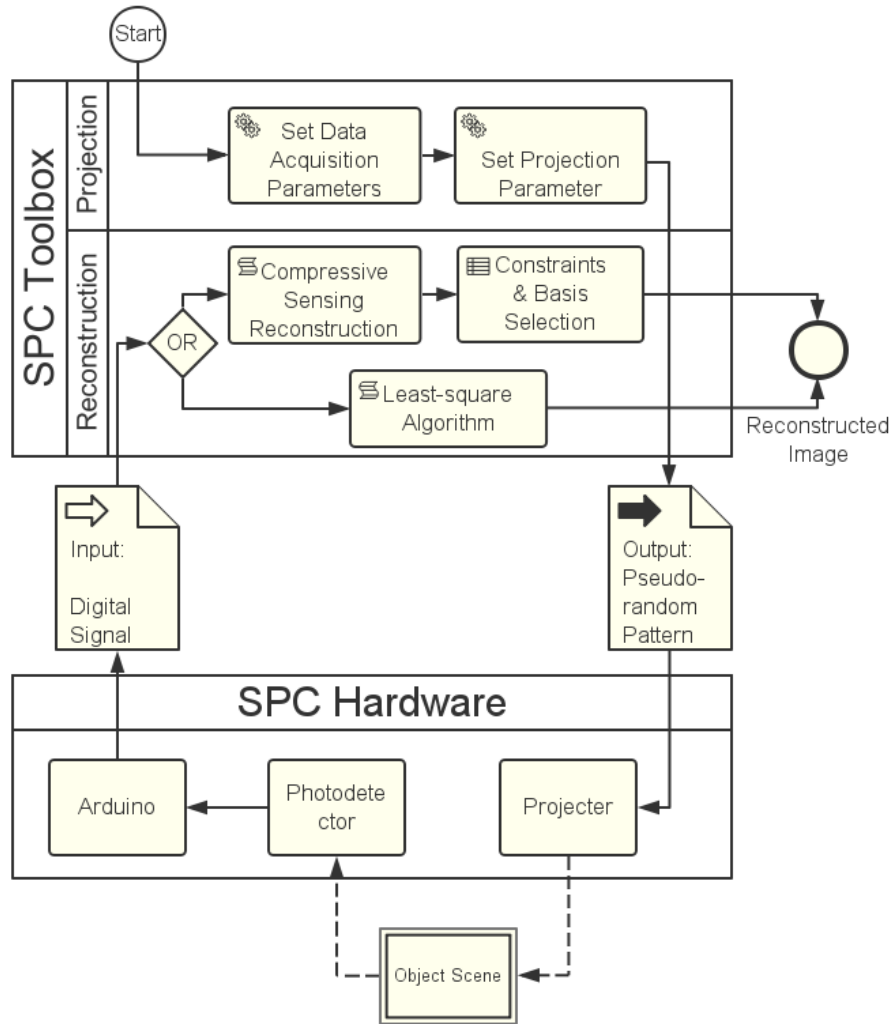 Start
SPC Toolbox
Projection
Set Data
Acquisition
Parameters
Set Projection
Parameter
Reconstruction
OR
Compressive
Sensing
Reconstruction
Constraints
& Basis
Selection
Least-square
Algorithm
Reconstructed
Image
Input:
Digital
Signal
Output:
Pseudo-
random
Pattern
SPC Hardware
Arduino
Photodete
ctor
Projecter
Object Scene